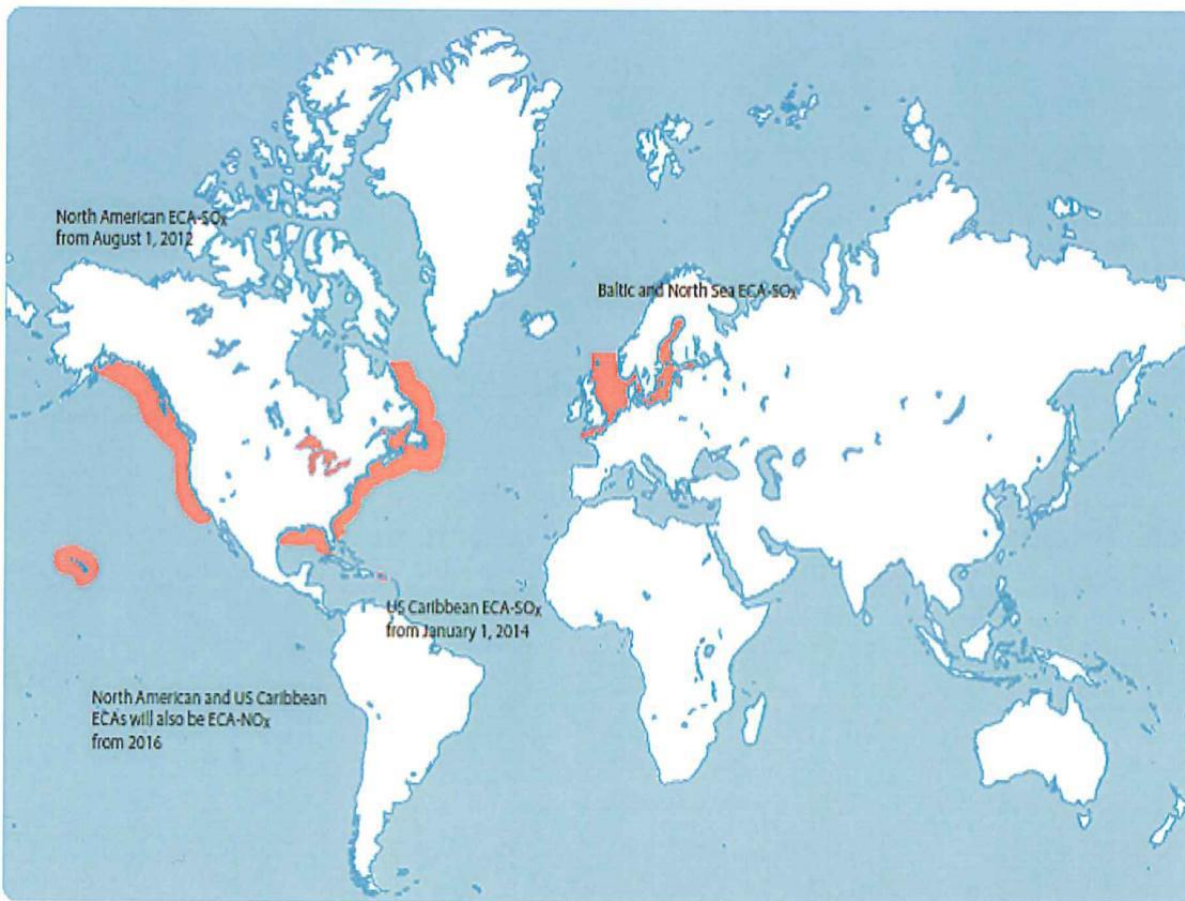 North American ECA-SOx
from August 1, 2012
Baltic and North Sea ECA-SOx
US Caribbean ECA-SOx
from January 1, 2014
North American and US Caribbean
ECAs will also be ECA-NOx
from 2016